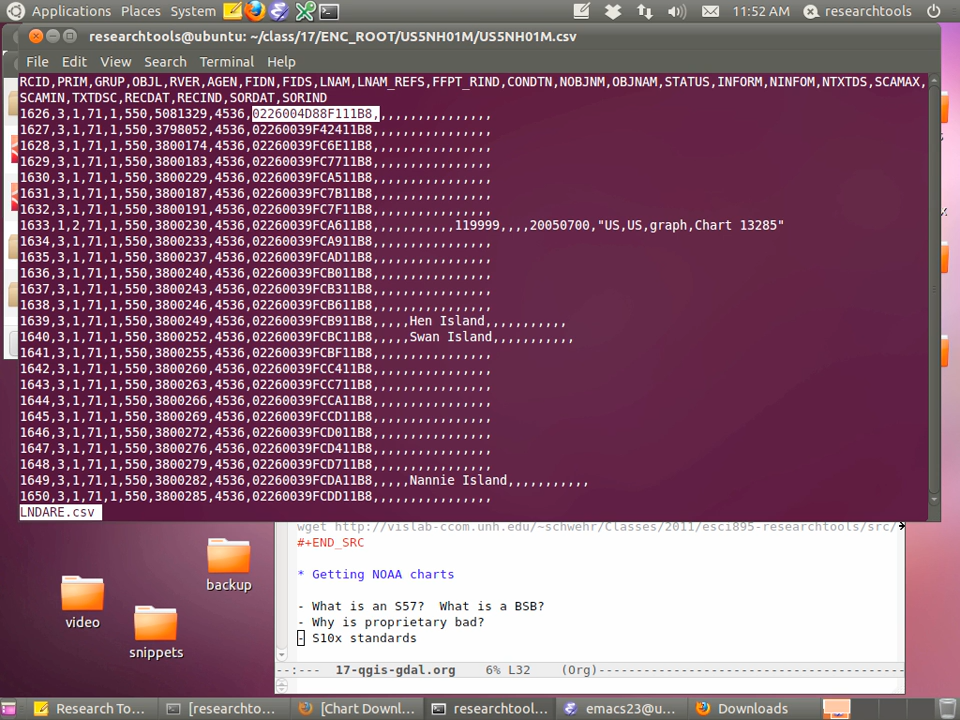 Applications Places System 11:52 AM researchtools
researchtools@ubuntu: ~/class/17/ENC_ROOT/US5NH01M/US5NH01M.csv
File Edit View Search Terminal Help
RCID,PRIM,GRUP,OBJL,RVER,AGEN,FIDN,FIDS,LNAM,LNAM_REFS,FFPT_RIND,CONDTN,NOBJNM,OBJNAM,STATUS,INFORM,NINFOM,NTXTDS,SCAMAX,
SCAMIN,TXTDSC,RECDAT,RECIND,SORDAT,SORIND
1626,3,1,71,1,550,5081329,4536,0226004D88F111B8,,,,,,,,,,,,,,,,
1627,3,1,71,1,550,3798052,4536,02260039F42411B8,,,,,,,,,,,,,,,,
1628,3,1,71,1,550,3800174,4536,02260039FC6E11B8,,,,,,,,,,,,,,,,
1629,3,1,71,1,550,3800183,4536,02260039FC7711B8,,,,,,,,,,,,,,,,
1630,3,1,71,1,550,3800229,4536,02260039FCA511B8,,,,,,,,,,,,,,,,
1631,3,1,71,1,550,3800187,4536,02260039FC7B11B8,,,,,,,,,,,,,,,,
1632,3,1,71,1,550,3800191,4536,02260039FC7F11B8,,,,,,,,,,,,,,,,
1633,1,2,71,1,550,3800230,4536,02260039FCA611B8,,,,,,,,,,,119999,,,,20050700,"US,US,graph,Chart 13285"
1634,3,1,71,1,550,3800233,4536,02260039FCA911B8,,,,,,,,,,,,,,,,
1635,3,1,71,1,550,3800237,4536,02260039FCAD11B8,,,,,,,,,,,,,,,,
1636,3,1,71,1,550,3800240,4536,02260039FCB011B8,,,,,,,,,,,,,,,,
1637,3,1,71,1,550,3800243,4536,02260039FCB311B8,,,,,,,,,,,,,,,,
1638,3,1,71,1,550,3800246,4536,02260039FCB611B8,,,,,,,,,,,,,,,,
1639,3,1,71,1,550,3800249,4536,02260039FCB911B8,,,,,Hen Island,,,,,,,,,,,
1640,3,1,71,1,550,3800252,4536,02260039FCBC11B8,,,,,Swan Island,,,,,,,,,,,
1641,3,1,71,1,550,3800255,4536,02260039FCBF11B8,,,,,,,,,,,,,,,,
1642,3,1,71,1,550,3800260,4536,02260039FCC411B8,,,,,,,,,,,,,,,,
1643,3,1,71,1,550,3800263,4536,02260039FCC711B8,,,,,,,,,,,,,,,,
1644,3,1,71,1,550,3800266,4536,02260039FCCA11B8,,,,,,,,,,,,,,,,
1645,3,1,71,1,550,3800269,4536,02260039FCCD11B8,,,,,,,,,,,,,,,,
1646,3,1,71,1,550,3800272,4536,02260039FCD011B8,,,,,,,,,,,,,,,,
1647,3,1,71,1,550,3800276,4536,02260039FCD411B8,,,,,,,,,,,,,,,,
1648,3,1,71,1,550,3800279,4536,02260039FCD711B8,,,,,,,,,,,,,,,,
1649,3,1,71,1,550,3800282,4536,02260039FCDA11B8,,,,,Nannie Island,,,,,,,,,,,
1650,3,1,71,1,550,3800285,4536,02260039FCDD11B8,,,,,,,,,,,,,,,,
LNDARE.csv
wget http://vislab-ccom.unh.edu/~schwehr/Classes/2011/esci895-researchtools/src/
#+END_SRC
* Getting NOAA charts
- What is an S57? What is a BSB?
- Why is proprietary bad?
- S10x standards
-:--- 17-qgis-gdal.org 6% L32 (Org)----------------------------------------
backup
video
snippets
Research To... [researchto... [Chart Downl... researchtool... emacs23@u... Downloads